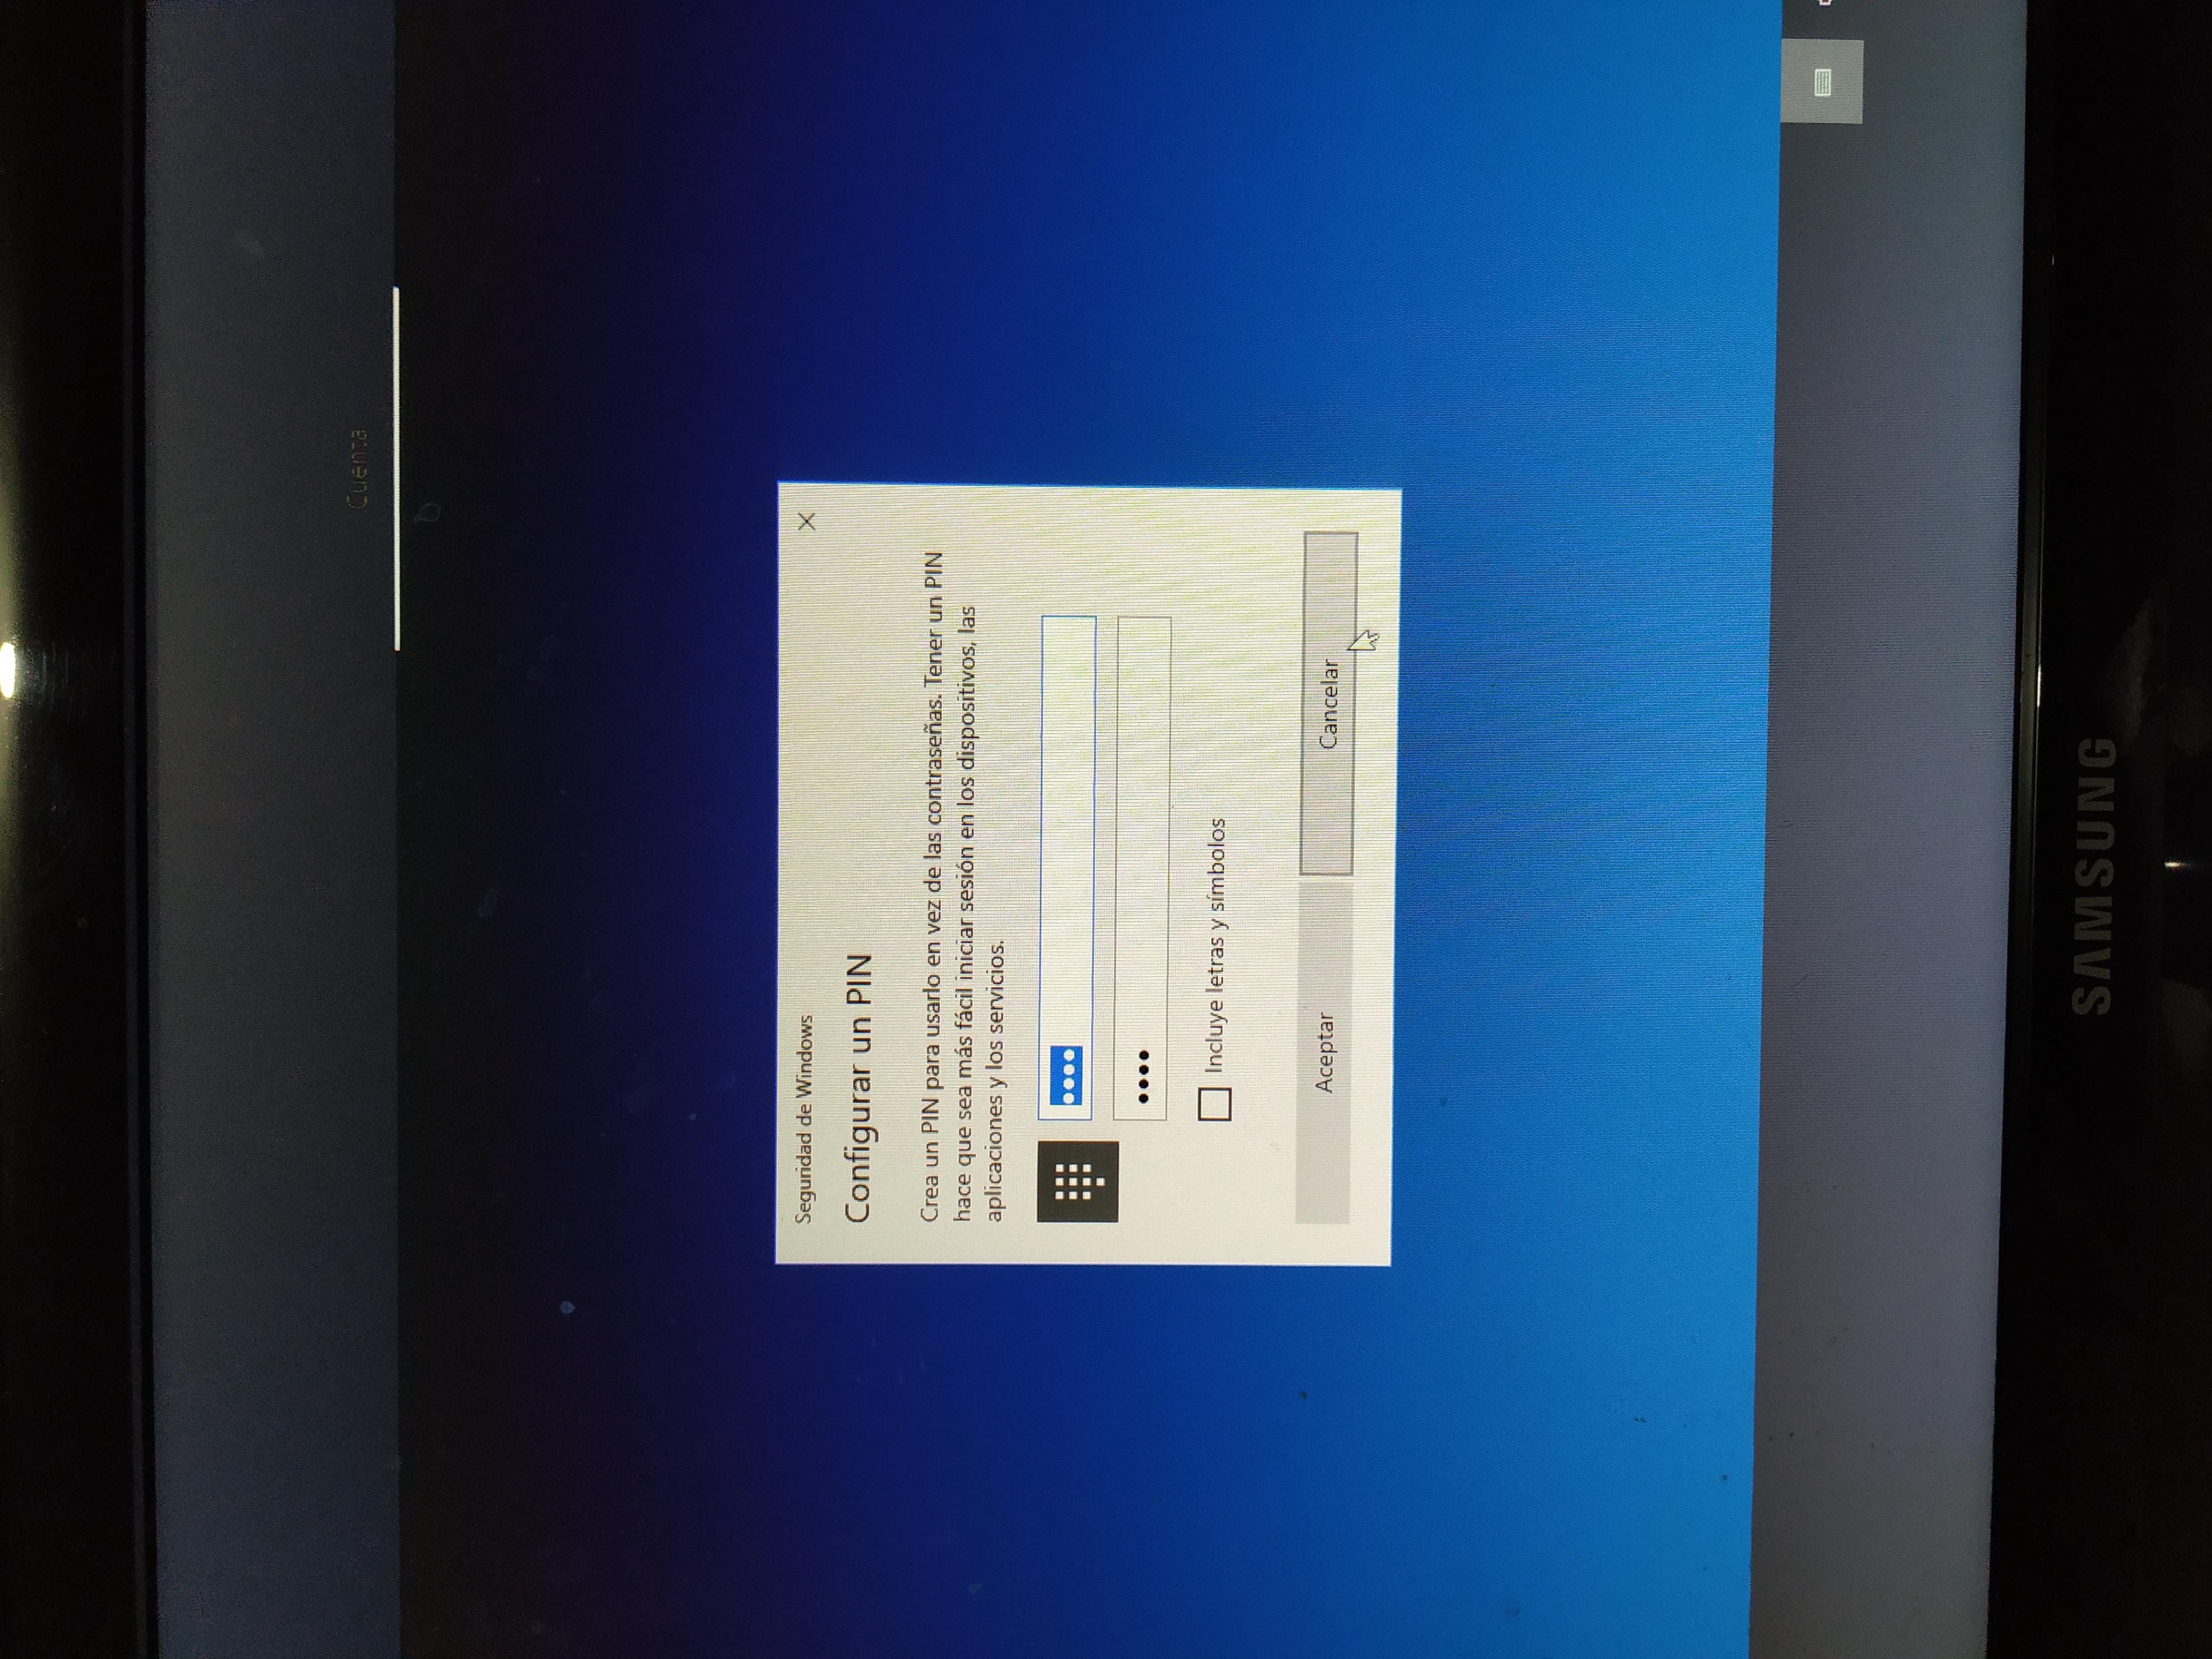 Cuenta
Seguridad de Windows
Configurar un PIN
Crea un PIN para usarlo en vez de las contraseñas. Tener un PIN
hace que sea más fácil iniciar sesión en los dispositivos, las
aplicaciones y los servicios.
••••
••••
Incluye letras y símbolos
Aceptar
Cancelar
SAMSUNG